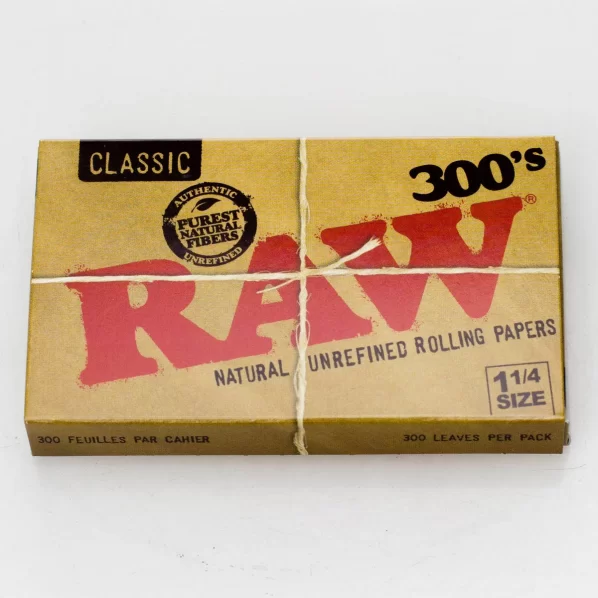 CLASSIC
300's
AUTHENTIC
PUREST
NATURAL
FIBERS
UNREFINED
RAW®
NATURAL UNREFINED ROLLING PAPERS
1 1/4
SIZE
300 FEUILLES PAR CAHIER
300 LEAVES PER PACK